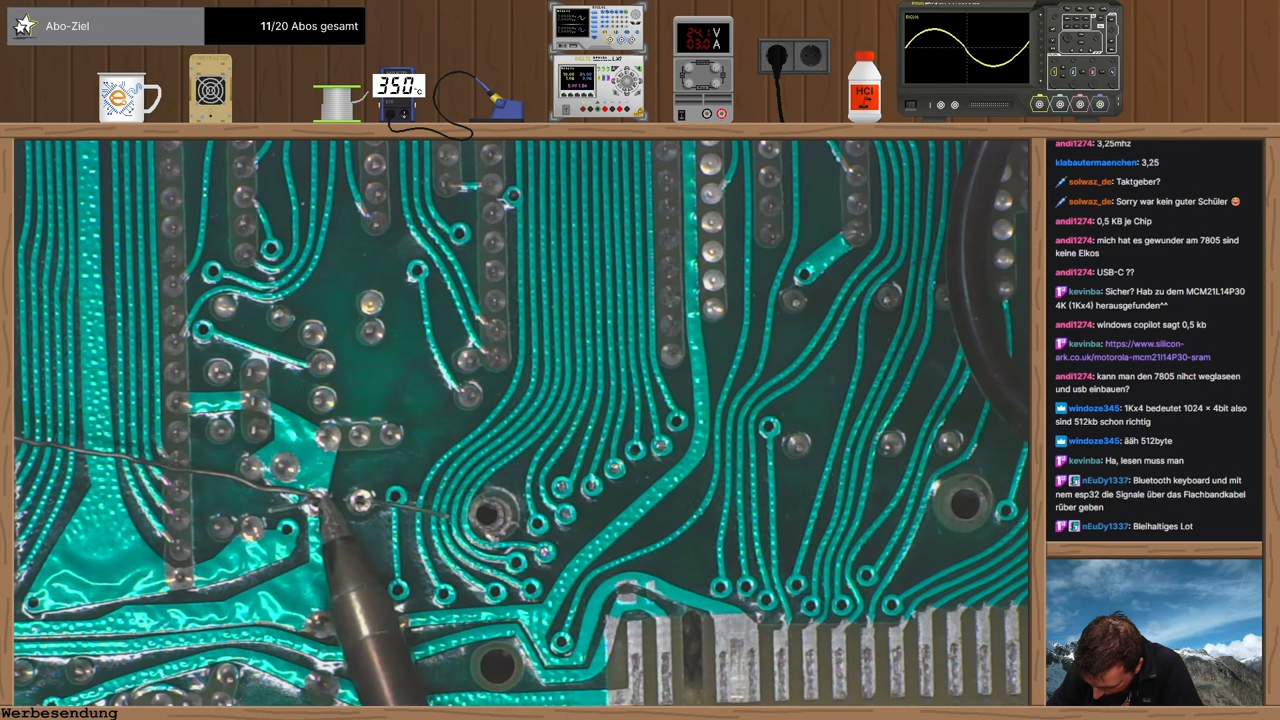 Abo-Ziel
11/20 Abos gesamt
350°C
24.1 V
03.0 A
HCl
andi1274: 3,25mhz
klabautermaenchen: 3,25
solwaz_de: Taktgeber?
solwaz_de: Sorry war kein guter Schüler
andi1274: 0,5 KB je Chip
andi1274: mich hat es gewunder am 7805 sind
keine Elkos
andi1274: USB-C ??
kevinba: Sicher? Hab zu dem MCM21L14P30
4K (1Kx4) herausgefunden^^
andi1274: windows copilot sagt 0,5 kb
kevinba: https://www.silicon-
ark.co.uk/motorola-mcm21l14P30-sram
andi1274: kann man den 7805 nihct weglaseen
und usb einbauen?
windoze345: 1Kx4 bedeutet 1024 × 4bit also
sind 512kb schon richtig
windoze345: ääh 512byte
kevinba: Ha, lesen muss man
nEuDy1337: Bluetooth keyboard und mit
nem esp32 die Signale über das Flachbandkabel
rüber geben
nEuDy1337: Bleihaltiges Lot
Werbesendung